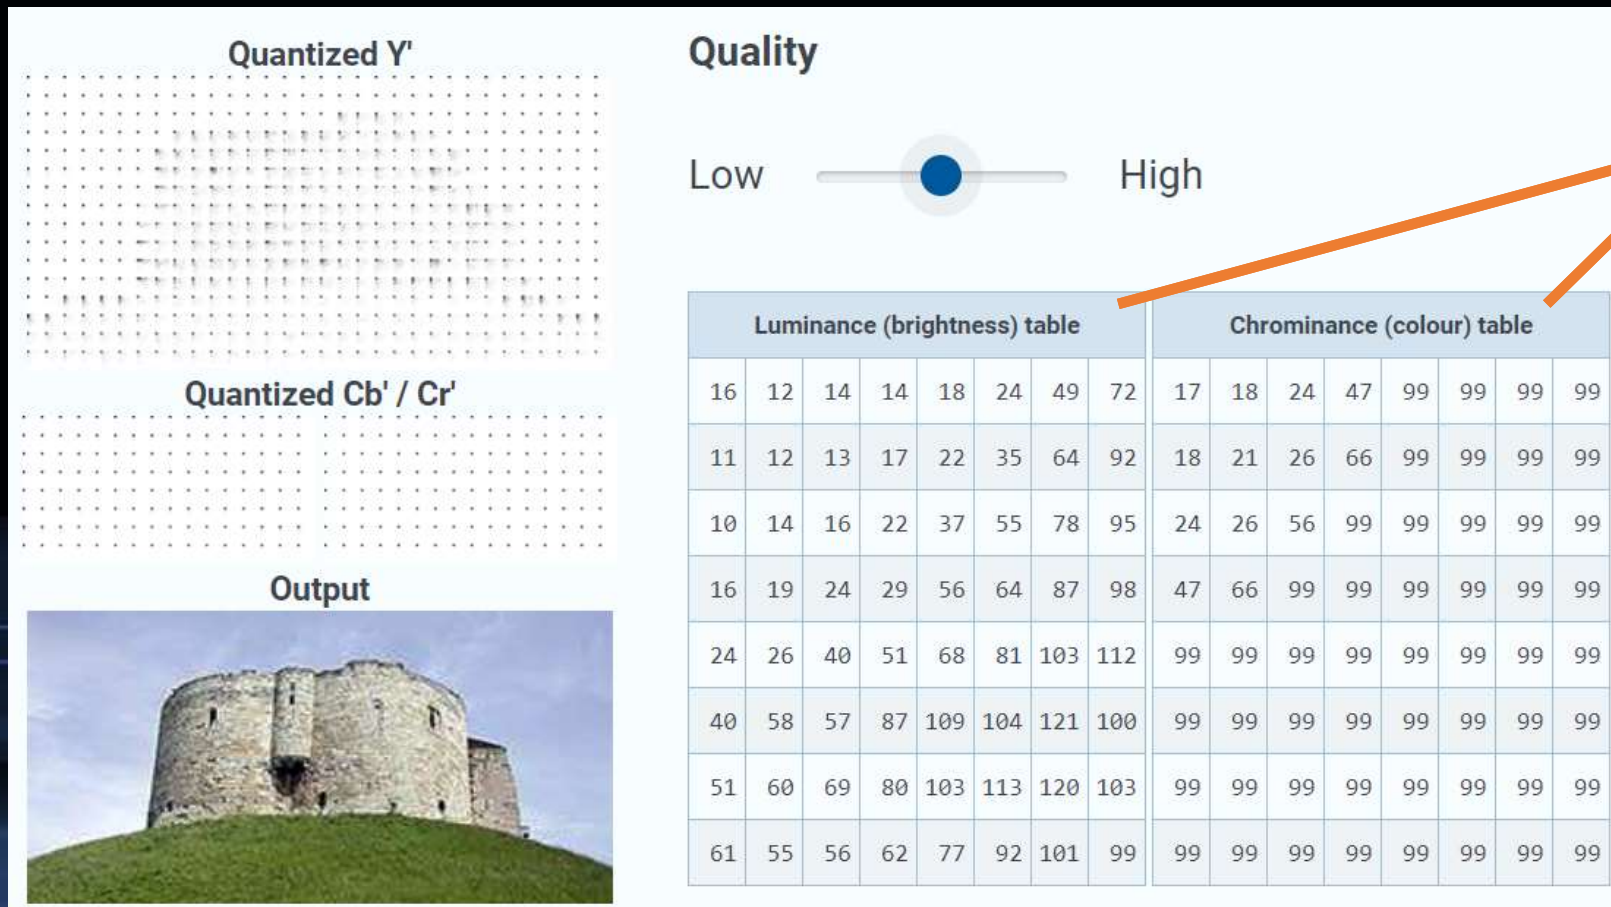 Quantized Y'
Quantized Cb' / Cr'
Output
Quality
Low High
Luminance (brightness) table Chrominance (colour) table
16 12 14 14 18 24 49 72 17 18 24 47 99 99 99 99
11 12 13 17 22 35 64 92 18 21 26 66 99 99 99 99
10 14 16 22 37 55 78 95 24 26 56 99 99 99 99 99
16 19 24 29 56 64 87 98 47 66 99 99 99 99 99 99
24 26 40 51 68 81 103 112 99 99 99 99 99 99 99 99
40 58 57 87 109 104 121 100 99 99 99 99 99 99 99 99
51 60 69 80 103 113 120 103 99 99 99 99 99 99 99 99
61 55 56 62 77 92 101 99 99 99 99 99 99 99 99 99